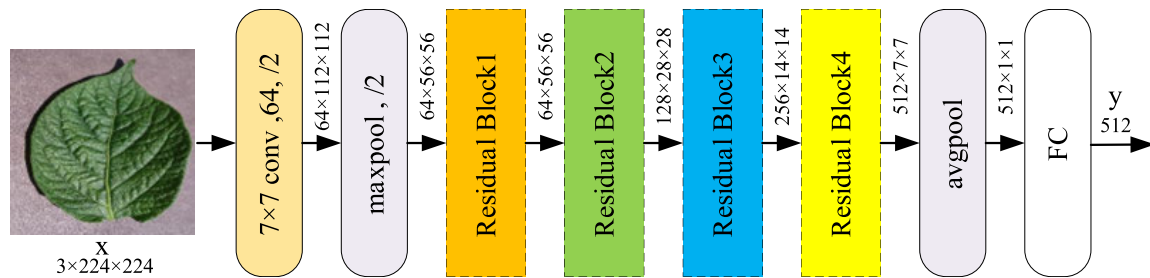 x
3×224×224
7×7 conv ,64, /2
64×112×112
maxpool , /2
64×56×56
Residual Block1
64×56×56
Residual Block2
128×28×28
Residual Block3
256×14×14
Residual Block4
512×7×7
avgpool
512×1×1
FC
y
512